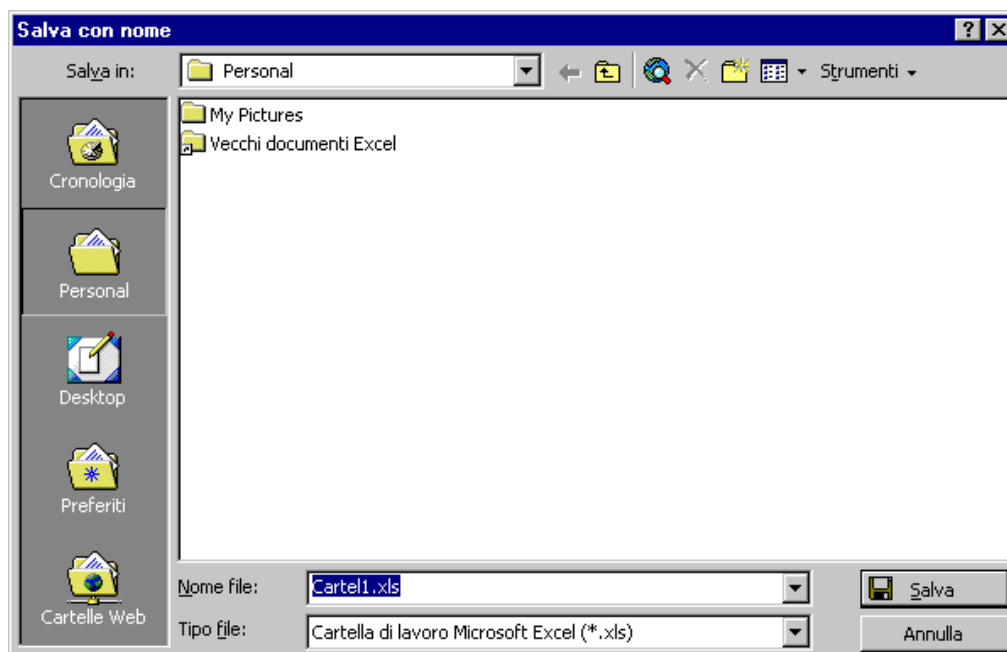 Salva con nome
Salva in: Personal Strumenti
My Pictures
Vecchi documenti Excel
Cronologia
Personal
Desktop
Preferiti
Cartelle Web
Nome file: Cartel1.xls Salva
Tipo file: Cartella di lavoro Microsoft Excel (*.xls) Annulla